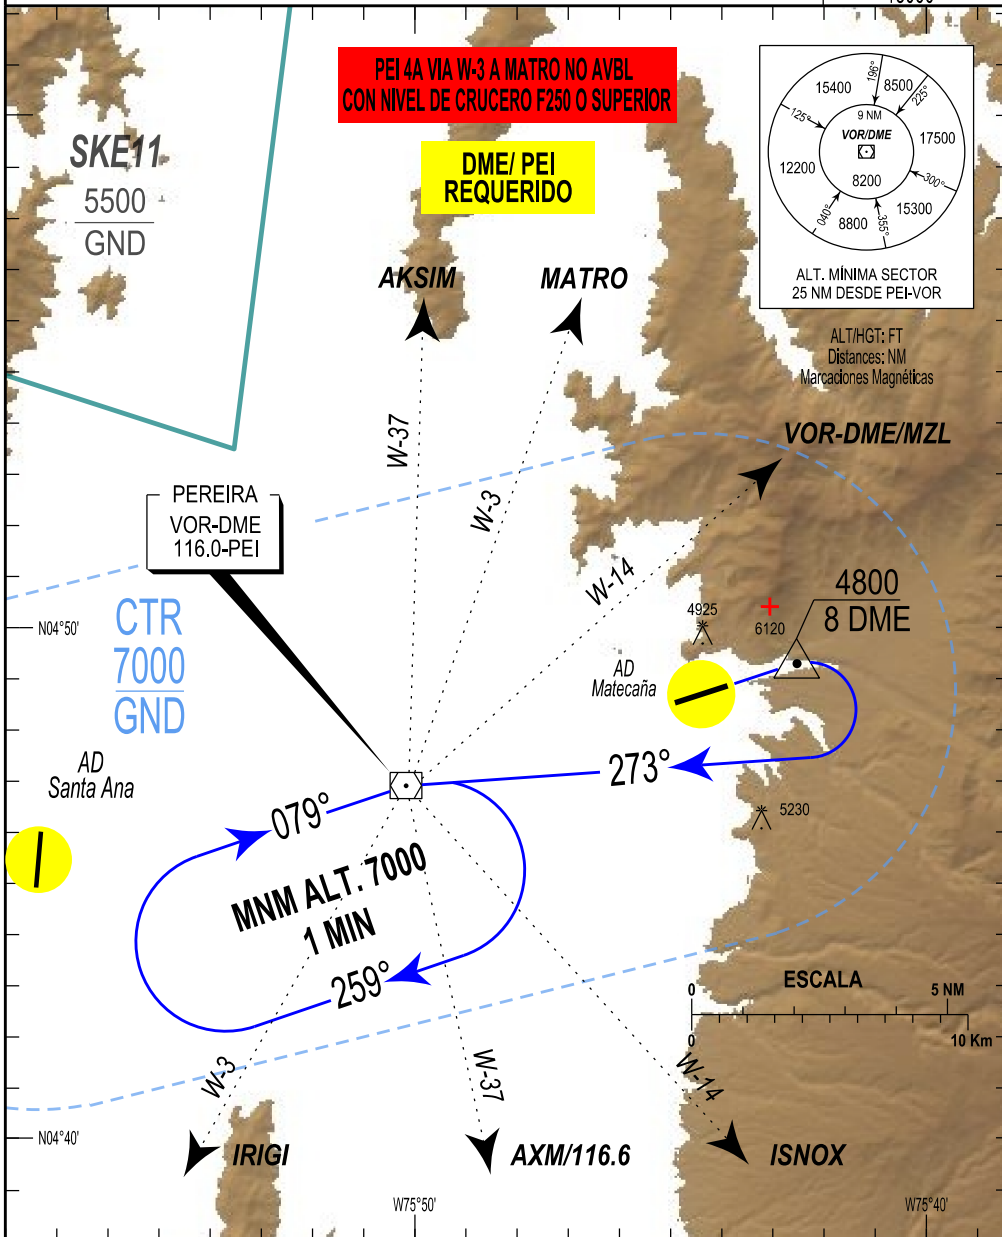 PEI 4A VIA W-3 A MATRO NO AVBL
CON NIVEL DE CRUCERO F250 O SUPERIOR
DME/ PEI
REQUERIDO
SKE11
5500
GND
196°
8500
225°
15400
125°
9 NM
VOR/DME
17500
12200
8200
300°
040°
8800
355°
15300
ALT. MÍNIMA SECTOR
25 NM DESDE PEI-VOR
ALT/HGT: FT
Distances: NM
Marcaciones Magnéticas
AKSIM
MATRO
VOR-DME/MZL
W-37
W-3
W-14
PEREIRA
VOR-DME
116.0-PEI
N04°50'
CTR
7000
GND
4925
6120
4800
8 DME
AD
Matecaña
AD
Santa Ana
273°
079°
5230
MNM ALT. 7000
1 MIN
259°
ESCALA
0
5 NM
0
10 Km
W-3
W-37
W-14
N04°40'
IRIGI
AXM/116.6
ISNOX
W75°50'
W75°40'